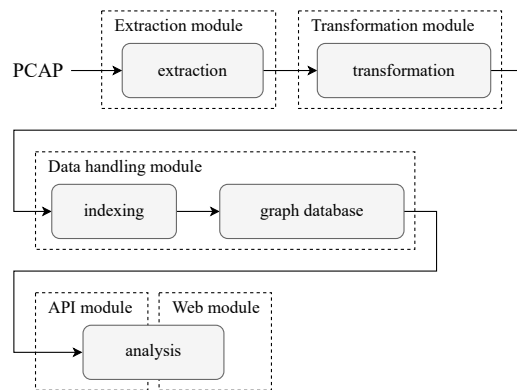 Extraction module
Transformation module
PCAP
extraction
transformation
Data handling module
indexing
graph database
API module
Web module
analysis